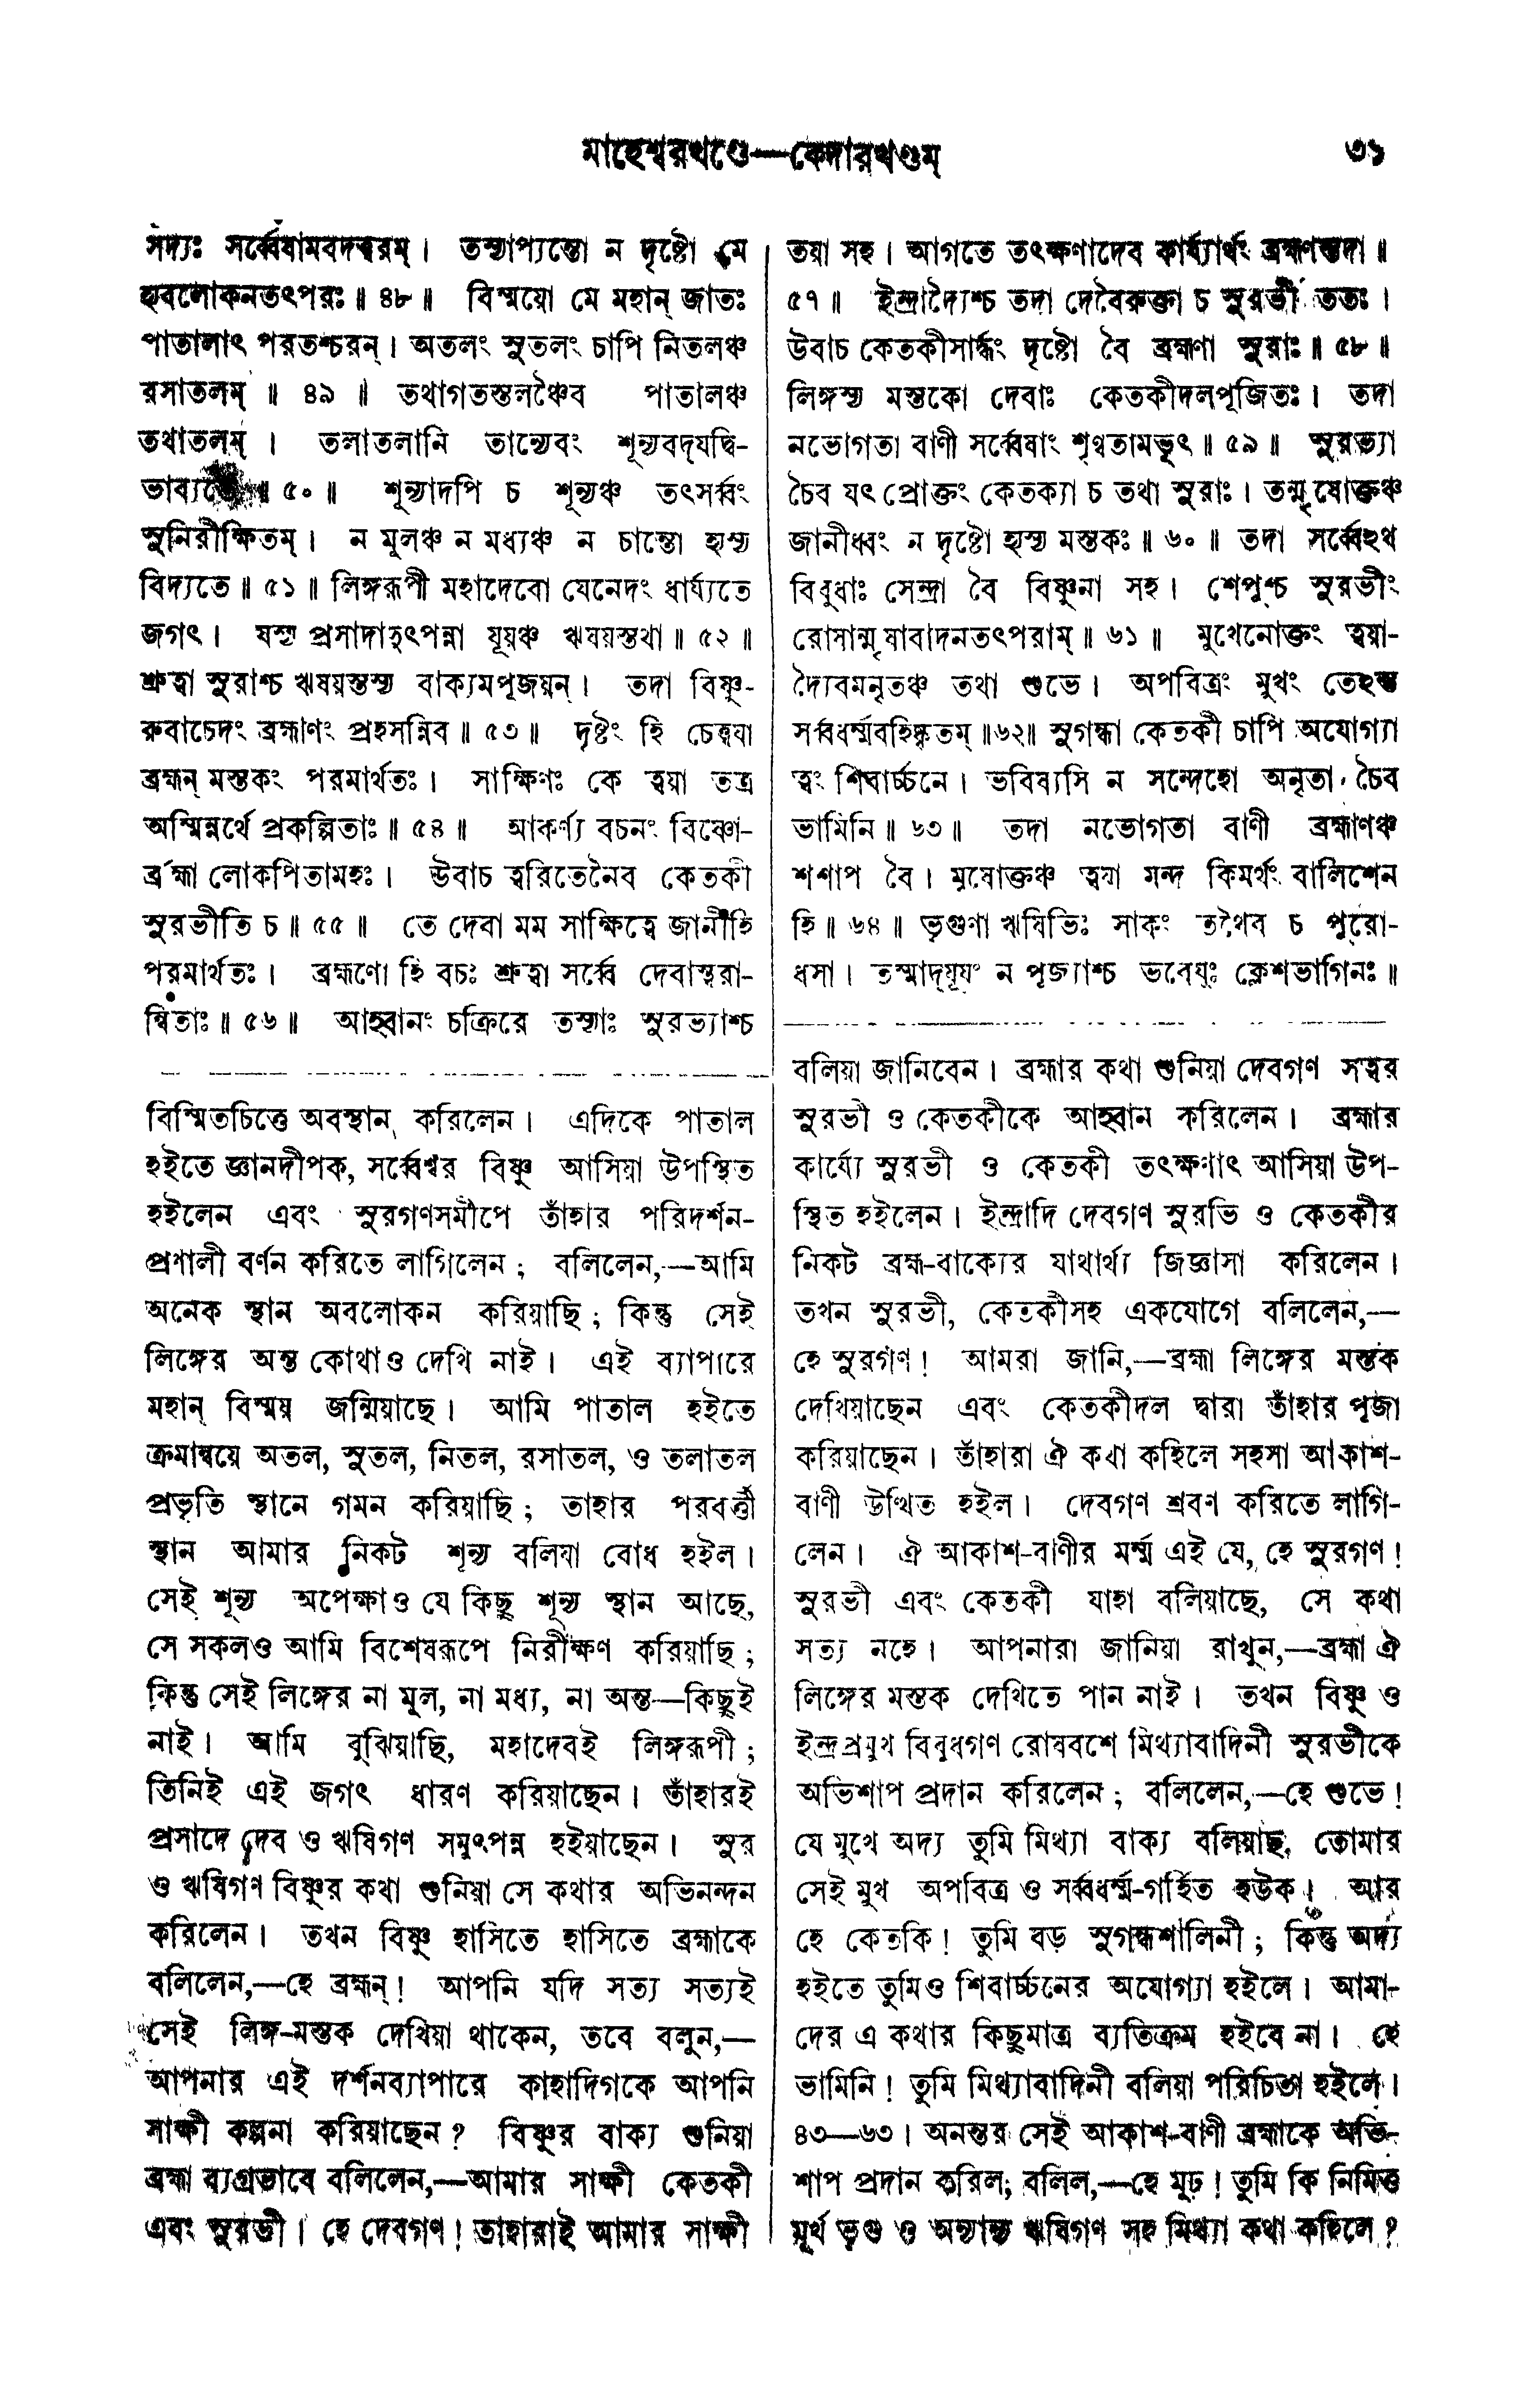 মাহেশ্বরখণ্ডে—কেদারখণ্ডম্ ৩১
সদ্যঃ সর্ব্বেষামবদত্বরম্। তস্যাপ্যন্তো ন দৃষ্টো মে
হ্যবলোকনতৎপরঃ॥ ৪৮॥ বিস্ময়ো মে মহান্ জাতঃ
পাতালাৎ পরতশ্চরন্। অতলং সুতলং চাপি নিতলঞ্চ
রসাতলম্॥ ৪৯॥ তথাগতস্তলঞ্চৈব পাতালঞ্চ
তথাতলম্। তলাতলানি তান্যেবং শূন্যবদ্‌যদ্বি-
ভাব্যতে॥ ৫০॥ শূন্যাদপি চ শূন্যঞ্চ তৎসর্ব্বং
সুনিরীক্ষিতম্। ন মূলঞ্চ ন মধ্যঞ্চ ন চান্তো হ্যস্য
বিদ্যতে॥ ৫১॥ লিঙ্গরূপী মহাদেবো যেনেদং ধার্য্যতে
জগৎ। যস্য প্রসাদাদুৎপন্না যূয়ঞ্চ ঋষয়স্তথা॥ ৫২॥
শ্রুত্বা সুরাশ্চ ঋষয়স্তস্য বাক্যমপূজয়ন্। তদা বিষ্ণু-
রুবাচেদং ব্রহ্মাণং প্রহসন্নিব॥ ৫৩॥ দৃষ্টং হি চেত্ত্বয়া
ব্রহ্মন্ মস্তকং পরমার্থতঃ। সাক্ষিণঃ কে ত্বয়া তত্র
অস্মিন্নর্থে প্রকল্পিতাঃ॥ ৫৪॥ আকর্ণ্য বচনং বিষ্ণো-
র্ব্রহ্মা লোকপিতামহঃ। উবাচ ত্বরিতেনৈব কেতকী
সুরভীতি চ॥ ৫৫॥ তে দেবা মম সাক্ষিত্বে জানীহি
পরমার্থতঃ। ব্রহ্মণো হি বচঃ শ্রুত্বা সর্ব্বে দেবাস্ত্বরা-
ন্বিতাঃ॥ ৫৬॥ আহ্বানং চক্রিরে তস্যাঃ সুরভ্যাশ্চ
বিস্মিতচিত্তে অবস্থান করিলেন। এদিকে পাতাল
হইতে জ্ঞানদীপক, সর্ব্বেশ্বর বিষ্ণু আসিয়া উপস্থিত
হইলেন এবং সুরগণসমীপে তাঁহার পরিদর্শন-
প্রণালী বর্ণন করিতে লাগিলেন; বলিলেন,—আমি
অনেক স্থান অবলোকন করিয়াছি; কিন্তু সেই
লিঙ্গের অন্ত কোথাও দেখি নাই। এই ব্যাপারে
মহান্ বিস্ময় জন্মিয়াছে। আমি পাতাল হইতে
ক্রমান্বয়ে অতল, সুতল, নিতল, রসাতল, ও তলাতল
প্রভৃতি স্থানে গমন করিয়াছি; তাহার পরবর্ত্তী
স্থান আমার নিকট শূন্য বলিয়া বোধ হইল।
সেই শূন্য অপেক্ষাও যে কিছু শূন্য স্থান আছে,
সে সকলও আমি বিশেষরূপে নিরীক্ষণ করিয়াছি;
কিন্তু সেই লিঙ্গের না মূল, না মধ্য, না অন্ত—কিছুই
নাই। আমি বুঝিয়াছি, মহাদেবই লিঙ্গরূপী;
তিনিই এই জগৎ ধারণ করিয়াছেন। তাঁহারই
প্রসাদে দেব ও ঋষিগণ সমুৎপন্ন হইয়াছেন। সুর
ও ঋষিগণ বিষ্ণুর কথা শুনিয়া সে কথার অভিনন্দন
করিলেন। তখন বিষ্ণু হাসিতে হাসিতে ব্রহ্মাকে
বলিলেন,—হে ব্রহ্মন্! আপনি যদি সত্য সত্যই
সেই লিঙ্গ-মস্তক দেখিয়া থাকেন, তবে বলুন,—
আপনার এই দর্শনব্যাপারে কাহাদিগকে আপনি
সাক্ষী কল্পনা করিয়াছেন? বিষ্ণুর বাক্য শুনিয়া
ব্রহ্মা ব্যগ্রভাবে বলিলেন,—আমার সাক্ষী কেতকী
এবং সুরভী। হে দেবগণ! তাহারাই আমার সাক্ষী
তয়া সহ। আগতে তৎক্ষণাদেব কার্য্যার্থং ব্রহ্মণস্তদা॥
৫৭॥ ইন্দ্রাদ্যৈশ্চ তদা দেবৈরুক্তা চ সুরভী ততঃ।
উবাচ কেতকীসার্দ্ধং দৃষ্টো বৈ ব্রহ্মণা সুরাঃ॥ ৫৮॥
লিঙ্গস্য মস্তকো দেবাঃ কেতকীদলপূজিতঃ। তদা
নভোগতা বাণী সর্ব্বেষাং শৃণ্বতামভূৎ॥ ৫৯॥ সুরভ্যা
চৈব যৎ প্রোক্তং কেতক্যা চ তথা সুরাঃ। তন্মৃষোক্তঞ্চ
জানীধ্বং ন দৃষ্টো হ্যস্য মস্তকঃ॥ ৬০॥ তদা সর্ব্বেঽথ
বিবুধাঃ সেন্দ্রা বৈ বিষ্ণুনা সহ। শেপুশ্চ সুরভীং
রোষান্মৃষাবাদনতৎপরাম্॥ ৬১॥ মুখেনোক্তং ত্বয়া-
দ্যৈবমনৃতঞ্চ তথা শুভে। অপবিত্রং মুখং তেঽস্তু
সর্ব্বধর্ম্মবহিষ্কৃতম্॥৬২॥ সুগন্ধা কেতকী চাপি অযোগ্যা
ত্বং শিবার্চ্চনে। ভবিষ্যসি ন সন্দেহো অনৃতা চৈব
ভামিনি॥ ৬৩॥ তদা নভোগতা বাণী ব্রহ্মাণঞ্চ
শশাপ বৈ। মৃষোক্তঞ্চ ত্বয়া মন্দ কিমর্থং বালিশেন
হি॥ ৬৪॥ ভৃগুণা ঋষিভিঃ সাকং তথৈব চ পুরো-
ধসা। তস্মাদ্‌যূয়ং ন পূজ্যাশ্চ ভবেয়ুঃ ক্লেশভাগিনঃ॥
বলিয়া জানিবেন। ব্রহ্মার কথা শুনিয়া দেবগণ সত্বর
সুরভী ও কেতকীকে আহ্বান করিলেন। ব্রহ্মার
কার্য্যে সুরভী ও কেতকী তৎক্ষণাৎ আসিয়া উপ-
স্থিত হইলেন। ইন্দ্রাদি দেবগণ সুরভি ও কেতকীর
নিকট ব্রহ্ম-বাক্যের যাথার্থ্য জিজ্ঞাসা করিলেন।
তখন সুরভী, কেতকীসহ একযোগে বলিলেন,—
হে সুরগণ! আমরা জানি,—ব্রহ্মা লিঙ্গের মস্তক
দেখিয়াছেন এবং কেতকীদল দ্বারা তাঁহার পূজা
করিয়াছেন। তাঁহারা ঐ কথা কহিলে সহসা আকাশ-
বাণী উত্থিত হইল। দেবগণ শ্রবণ করিতে লাগি-
লেন। ঐ আকাশ-বাণীর মর্ম্ম এই যে, হে সুরগণ!
সুরভী এবং কেতকী যাহা বলিয়াছে, সে কথা
সত্য নহে। আপনারা জানিয়া রাখুন,—ব্রহ্মা ঐ
লিঙ্গের মস্তক দেখিতে পান নাই। তখন বিষ্ণু ও
ইন্দ্রপ্রমুখ বিবুধগণ রোষবশে মিথ্যাবাদিনী সুরভীকে
অভিশাপ প্রদান করিলেন; বলিলেন,—হে শুভে!
যে মুখে অদ্য তুমি মিথ্যা বাক্য বলিয়াছ, তোমার
সেই মুখ অপবিত্র ও সর্ব্বধর্ম্ম-গর্হিত হউক। আর
হে কেতকি! তুমি বড় সুগন্ধশালিনী; কিন্তু অদ্য
হইতে তুমিও শিবার্চ্চনের অযোগ্যা হইলে। আমা-
দের এ কথার কিছুমাত্র ব্যতিক্রম হইবে না। হে
ভামিনি! তুমি মিথ্যাবাদিনী বলিয়া পরিচিতা হইলে।
৪৩—৬৩। অনন্তর সেই আকাশ-বাণী ব্রহ্মাকে অভি-
শাপ প্রদান করিল; বলিল,—হে মূঢ়! তুমি কি নিমিত্ত
মূর্খ ভৃগু ও অন্যান্য ঋষিগণ সহ মিথ্যা কথা কহিলে?